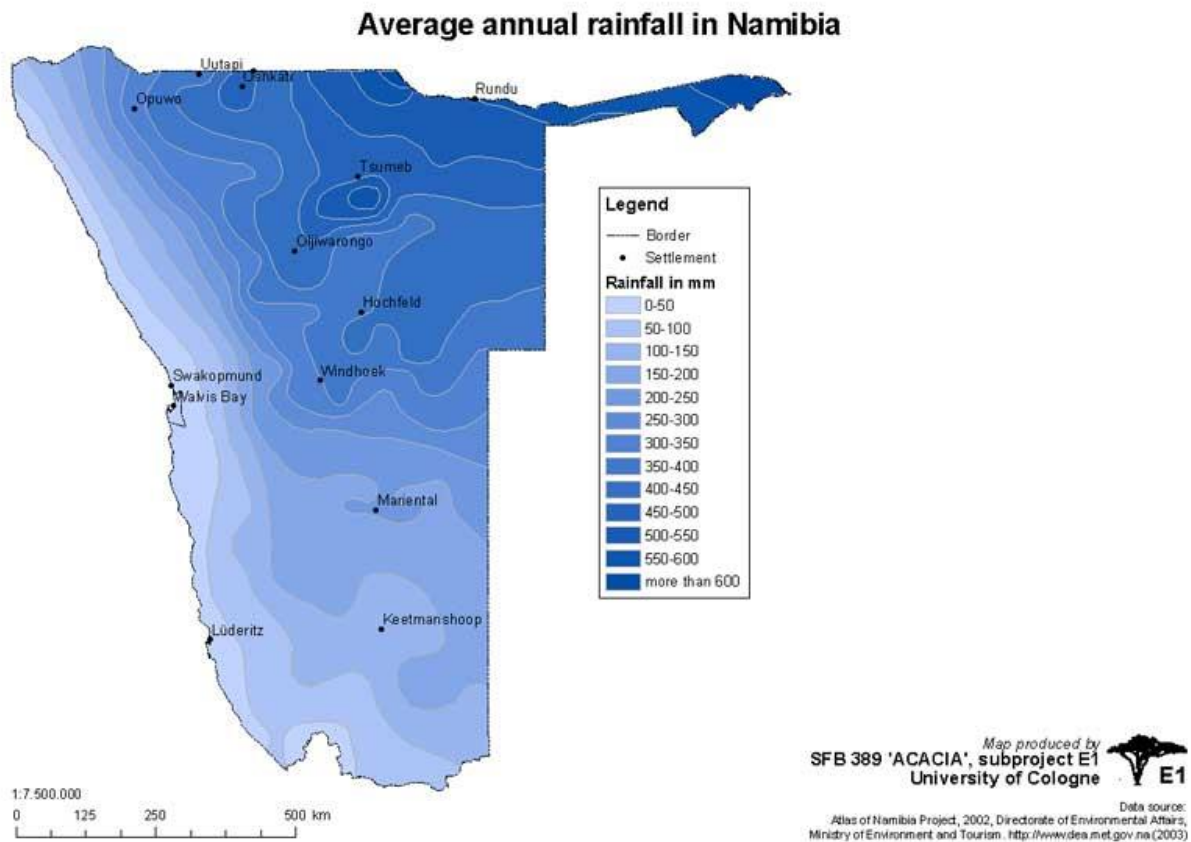 Average annual rainfall in Namibia
Uutapi
Oshkati
Opuwo
Rundu
Tsumeb
Otjiwarongo
Hochfeld
Windhoek
Swakopmund
Walvis Bay
Mariental
Keetmanshoop
Lüderitz
Legend
Border
Settlement
Rainfall in mm
0-50
50-100
100-150
150-200
200-250
250-300
300-350
350-400
400-450
450-500
500-550
550-600
more than 600
1:7.500.000
0 125 250 500 km
Map produced by
SFB 389 'ACACIA', subproject E1
University of Cologne
E1
Data source:
Atlas of Namibia Project, 2002, Directorate of Environmental Affairs,
Ministry of Environment and Tourism. http://www.dea.met.gov.na (2003)